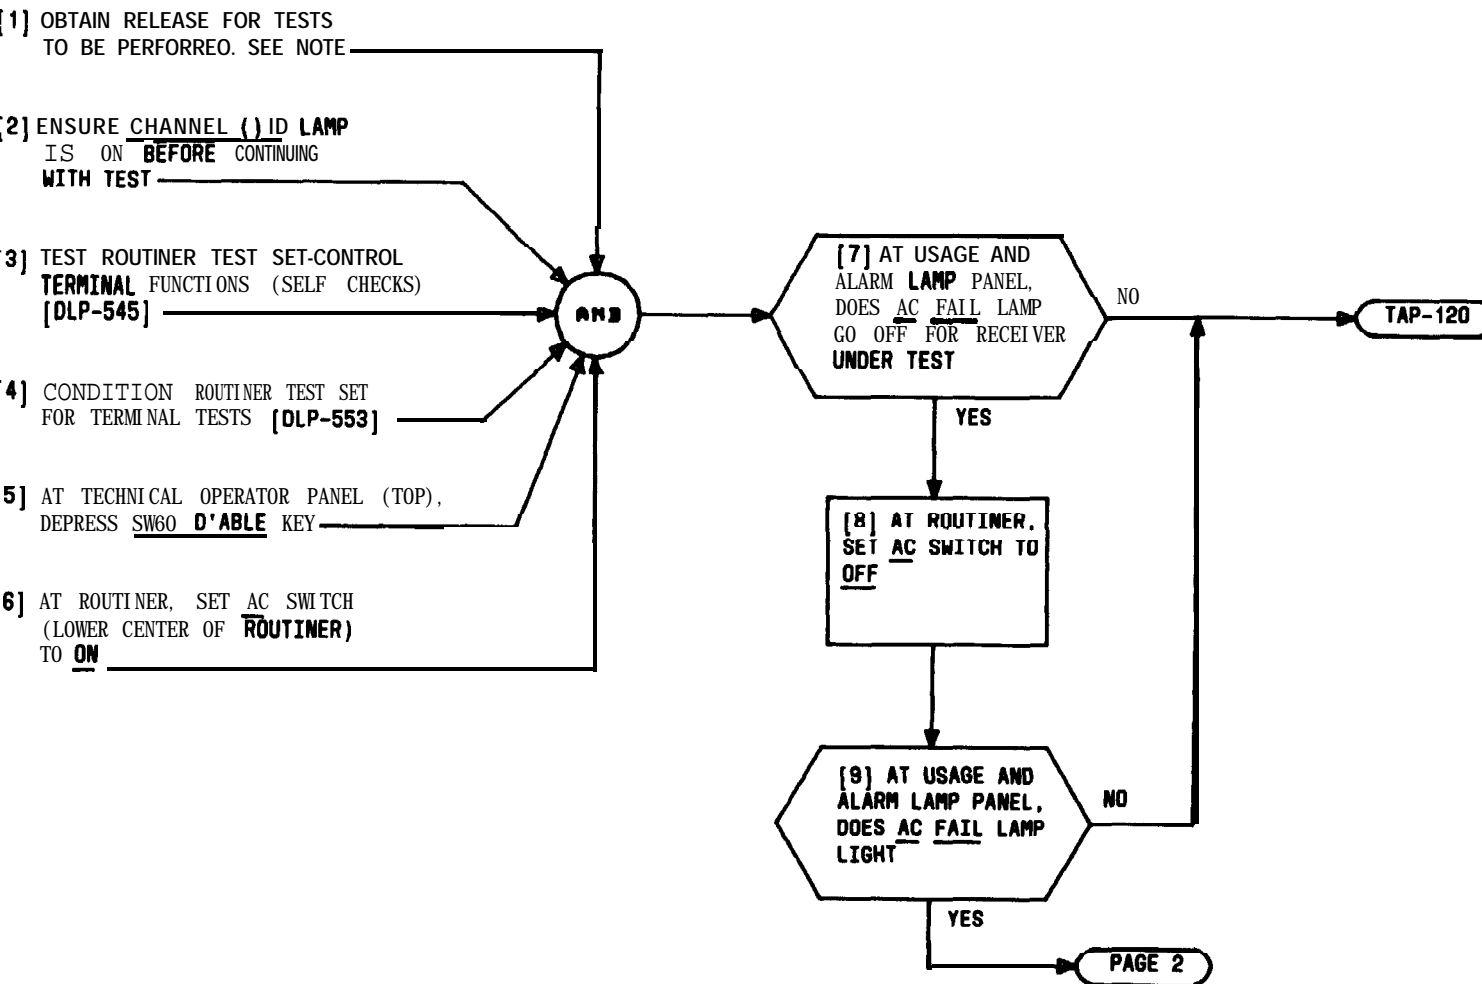 [1] OBTAIN RELEASE FOR TESTS
TO BE PERFORREO. SEE NOTE
[2] ENSURE CHANNEL () ID LAMP
IS ON BEFORE CONTINUING
WITH TEST
3] TEST ROUTINER TEST SET-CONTROL
TERMINAL FUNCTIONS (SELF CHECKS)
[DLP-545]
4] CONDITION ROUTINER TEST SET
FOR TERMINAL TESTS [DLP-553]
5] AT TECHNICAL OPERATOR PANEL (TOP),
DEPRESS SW60 D'ABLE KEY
6] AT ROUTINER, SET AC SWITCH
(LOWER CENTER OF ROUTINER)
TO ON
AND
[7] AT USAGE AND
ALARM LAMP PANEL,
DOES AC FAIL LAMP
GO OFF FOR RECEIVER
UNDER TEST
NO
TAP-120
YES
[8] AT ROUTINER,
SET AC SWITCH TO
OFF
[9] AT USAGE AND
ALARM LAMP PANEL,
DOES AC FAIL LAMP
LIGHT
NO
YES
PAGE 2